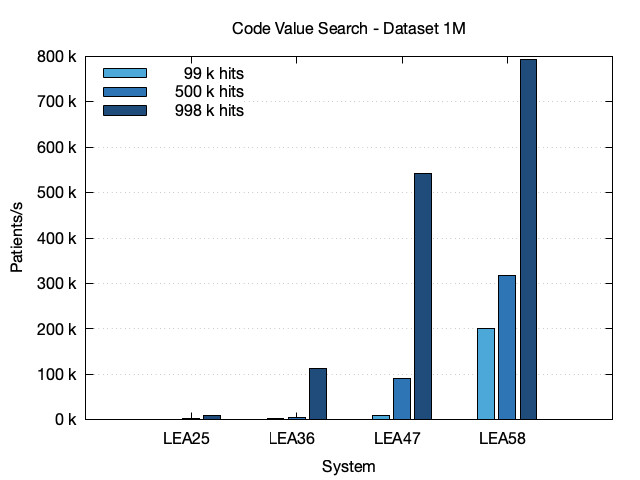 Code Value Search - Dataset 1M
99 k hits
500 k hits
998 k hits
800 k
700 k
600 k
500 k
400 k
300 k
200 k
100 k
0 k
Patients/s
LEA25 LEA36 LEA47 LEA58
System